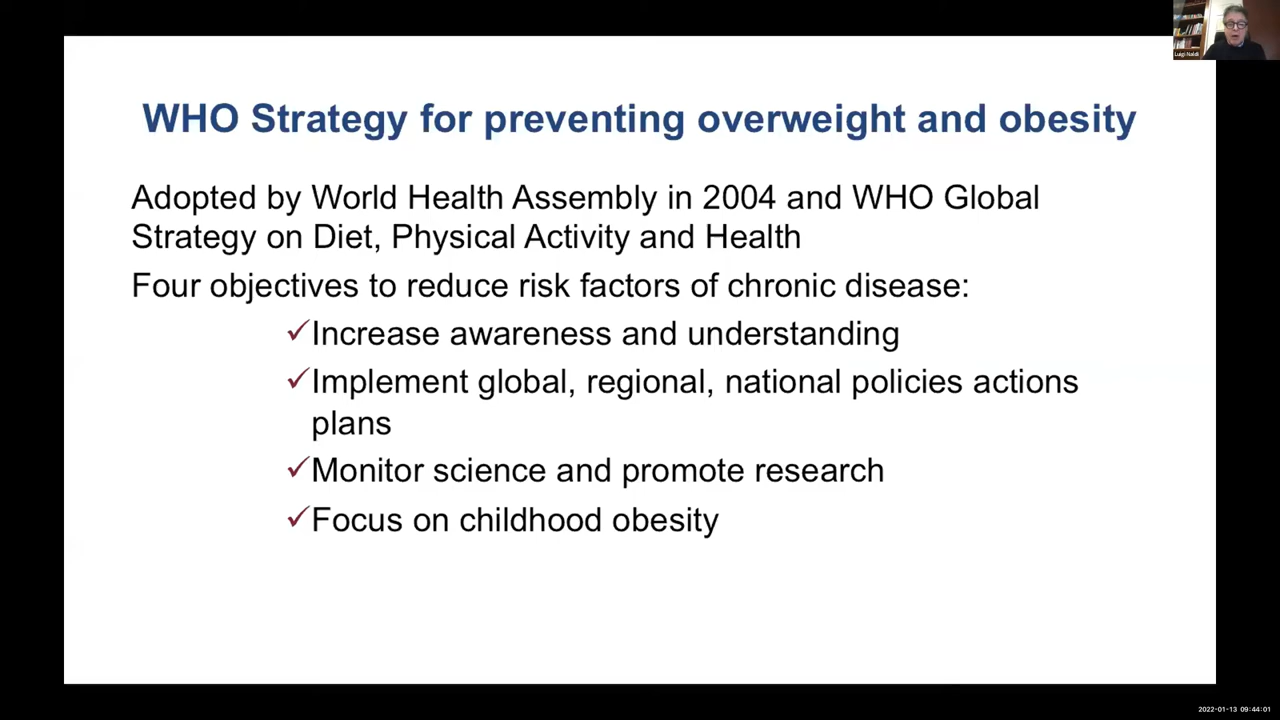 WHO Strategy for preventing overweight and obesity
Adopted by World Health Assembly in 2004 and WHO Global
Strategy on Diet, Physical Activity and Health
Four objectives to reduce risk factors of chronic disease:
✓Increase awareness and understanding
✓Implement global, regional, national policies actions
plans
✓Monitor science and promote research
✓Focus on childhood obesity
Luigi Naldi
2022-01-13 09:44:01